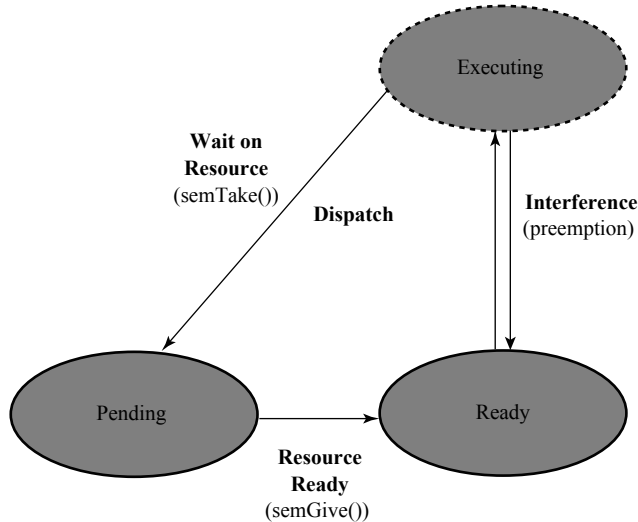 Executing
Wait on
Resource
(semTake())
Dispatch
Interference
(preemption)
Pending
Ready
Resource
Ready
(semGive())